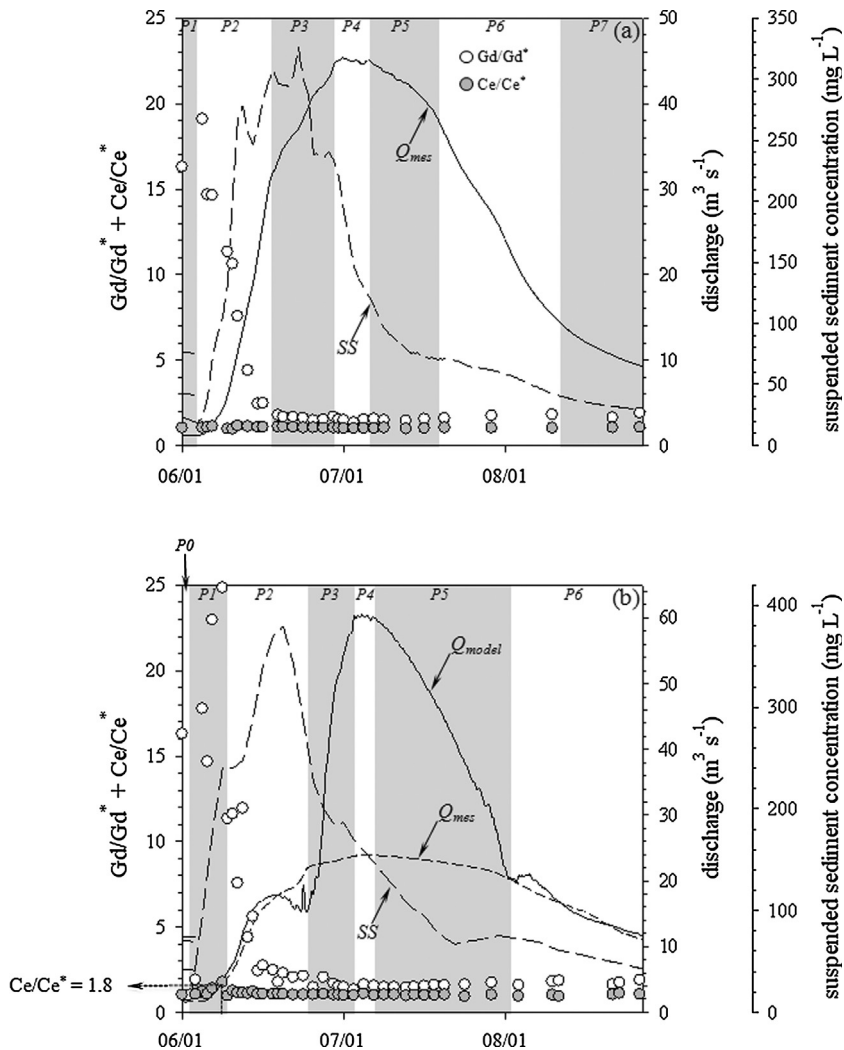 P1 P2 P3 P4 P5 P6 P7
(a)
Gd/Gd*
Ce/Ce*
Qmes
SS
Gd/Gd* + Ce/Ce*
25
20
15
10
5
0
discharge (m3 s-1)
50
40
30
20
10
0
suspended sediment concentration (mg L-1)
350
300
250
200
150
100
50
0
06/01 07/01 08/01
P0
P1 P2 P3 P4 P5 P6
(b)
Qmodel
Qmes
SS
Gd/Gd* + Ce/Ce*
25
20
15
10
5
0
Ce/Ce* = 1.8
discharge (m3 s-1)
60
50
40
30
20
10
0
suspended sediment concentration (mg L-1)
400
300
200
100
0
06/01 07/01 08/01